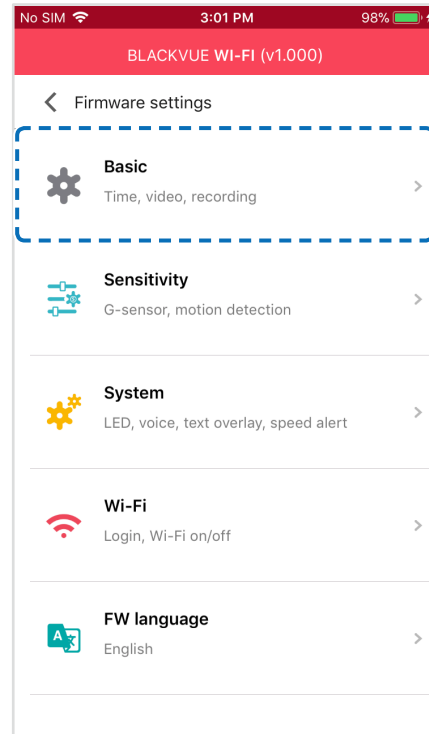 No SIM 3:01 PM 98%
BLACKVUE WI-FI (v1.000)
Firmware settings
Basic
Time, video, recording
Sensitivity
G-sensor, motion detection
System
LED, voice, text overlay, speed alert
Wi-Fi
Login, Wi-Fi on/off
FW language
A
English